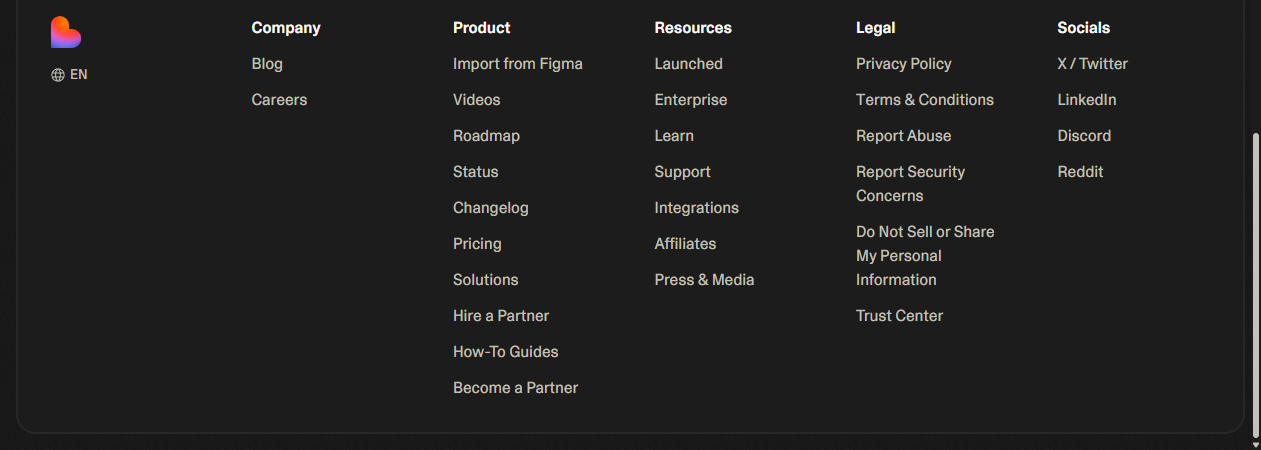 EN
Company
Blog
Careers
Product
Import from Figma
Videos
Roadmap
Status
Changelog
Pricing
Solutions
Hire a Partner
How-To Guides
Become a Partner
Resources
Launched
Enterprise
Learn
Support
Integrations
Affiliates
Press & Media
Legal
Privacy Policy
Terms & Conditions
Report Abuse
Report Security
Concerns
Do Not Sell or Share
My Personal
Information
Trust Center
Socials
X / Twitter
LinkedIn
Discord
Reddit